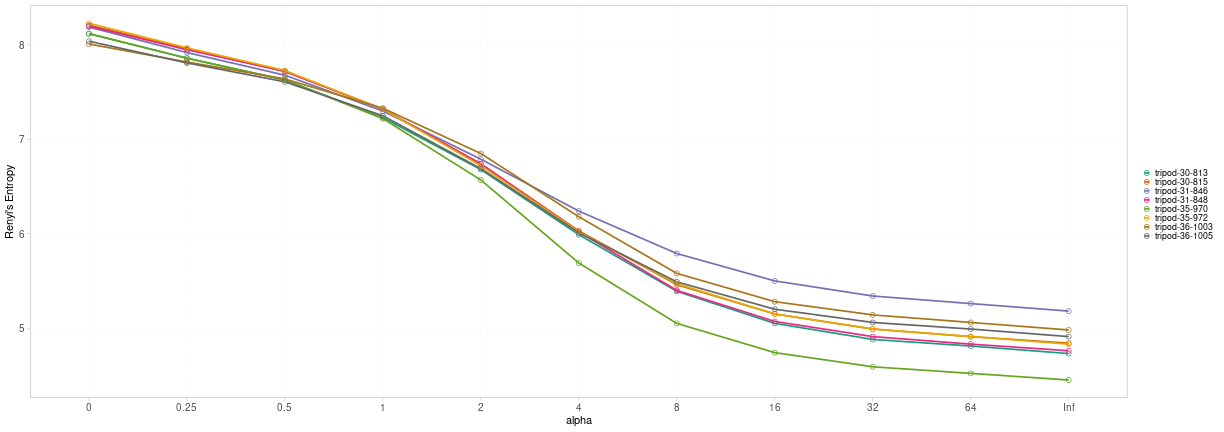 Renyi's Entropy
8
7
6
5
0 0.25 0.5 1 2 4 8 16 32 64 Inf
alpha
tripod-30-813
tripod-30-815
tripod-31-846
tripod-31-848
tripod-35-970
tripod-35-972
tripod-36-1003
tripod-36-1005